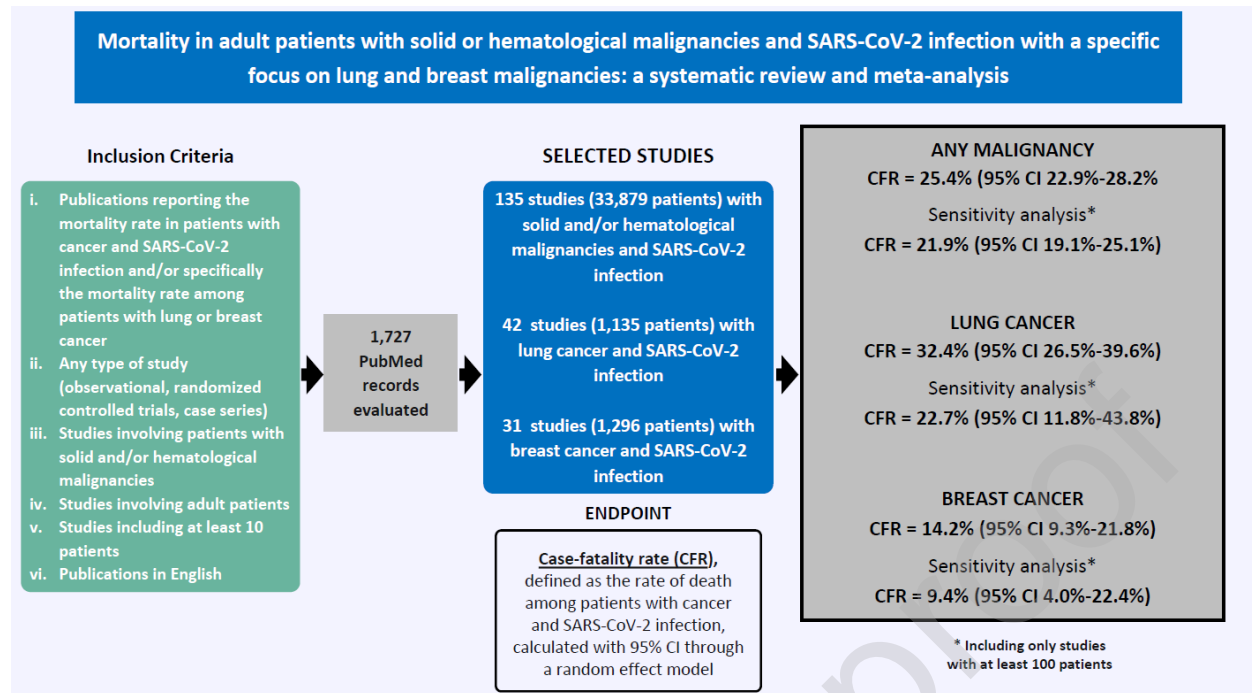 Mortality in adult patients with solid or hematological malignancies and SARS-CoV-2 infection with a specific
focus on lung and breast malignancies: a systematic review and meta-analysis
Inclusion Criteria
i. Publications reporting the
mortality rate in patients with
cancer and SARS-CoV-2
infection and/or specifically
the mortality rate among
patients with lung or breast
cancer
ii. Any type of study
(observational, randomized
controlled trials, case series)
iii. Studies involving patients with
solid and/or hematological
malignancies
iv. Studies involving adult patients
v. Studies including at least 10
patients
vi. Publications in English
1,727
PubMed
records
evaluated
SELECTED STUDIES
135 studies (33,879 patients) with
solid and/or hematological
malignancies and SARS-CoV-2
infection
42 studies (1,135 patients) with
lung cancer and SARS-CoV-2
infection
31 studies (1,296 patients) with
breast cancer and SARS-CoV-2
infection
ENDPOINT
Case-fatality rate (CFR),
defined as the rate of death
among patients with cancer
and SARS-CoV-2 infection,
calculated with 95% CI through
a random effect model
ANY MALIGNANCY
CFR = 25.4% (95% CI 22.9%-28.2%
Sensitivity analysis*
CFR = 21.9% (95% CI 19.1%-25.1%)
LUNG CANCER
CFR = 32.4% (95% CI 26.5%-39.6%)
Sensitivity analysis*
CFR = 22.7% (95% CI 11.8%-43.8%)
BREAST CANCER
CFR = 14.2% (95% CI 9.3%-21.8%)
Sensitivity analysis*
CFR = 9.4% (95% CI 4.0%-22.4%)
* Including only studies
with at least 100 patients
proof